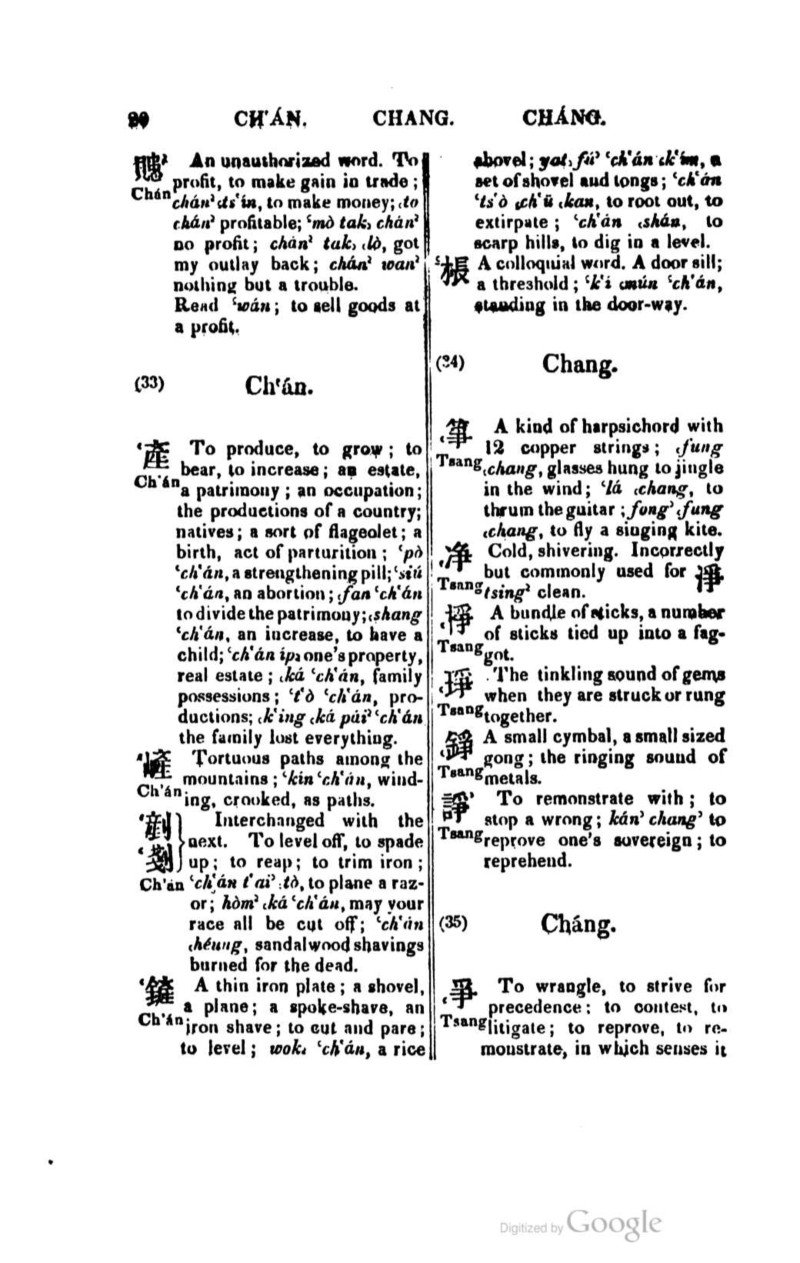 20 CH'ÁN. CHANG. CHÁNG.
An unauthorized word. To
profit, to make gain in trade;
Chán chán² ‚ts‘ín, to make money; ‚to
chán² profitable; ‘mò tak‚ chán²
no profit; chán² tak‚ ‚lò, got
my outlay back; chán² wan²
nothing but a trouble.
Read ‘wán; to sell goods at
a profit.
(33) Ch‘án.
‘產 To produce, to grow; to
bear, to increase; an estate,
Ch‘án a patrimony; an occupation;
the productions of a country;
natives; a sort of flageolet; a
birth, act of parturition; ‘pò
‘ch‘án, a strengthening pill; ‘siú
‘ch‘án, an abortion; ‚fan ‘ch‘án
to divide the patrimony; ‚shang
‘ch‘án, an increase, to have a
child; ‘ch‘án íp‚ one's property,
real estate; ‚ká ‘ch‘án, family
possessions; ‘t‘ò ‘ch‘án, pro-
ductions; ‚k‘ing ‚ká pái² ‘ch‘án
the family lost everything.
‘嵼 Tortuous paths among the
mountains; ‘kin ‘ch‘án, wind-
Ch‘án ing, crooked, as paths.
‘剷 Interchanged with the
next. To level off, to spade
up; to reap; to trim iron;
Ch‘án ‘ch‘án t‘ai’ ‚tò, to plane a raz-
or; hòm² ‚ká ‘ch‘án, may your
race all be cut off; ‘ch‘án
‚héung, sandalwood shavings
burned for the dead.
‘鏟 A thin iron plate; a shovel,
a plane; a spoke-shave, an
Ch‘án iron shave; to cut and pare;
to level; wok‚ ‘ch‘án, a rice
shovel; yat‚ fú’ ‘ch‘án ‚k‘ím, a
set of shovel and tongs; ‘ch‘án
‘ts‘ò ‚ch‘ü ‚kan, to root out, to
extirpate; ‘ch‘án ‚shán, to
scarp hills, to dig in a level.
A colloquial word. A door sill;
a threshold; ‘k‘í ‚mún ‘ch‘án,
standing in the door-way.
(34) Chang.
‚箏 A kind of harpsichord with
12 copper strings; ‚fung
Tsang ‚chang, glasses hung to jingle
in the wind; ‘lá ‚chang, to
thrum the guitar; fong’ ‚fung
‚chang, to fly a singing kite.
‚凈 Cold, shivering. Incorrectly
but commonly used for 淨
Tsang tsing² clean.
‚掙 A bundle of sticks, a number
of sticks tied up into a fag-
Tsang got.
‚琤 The tinkling sound of gems
when they are struck or rung
Tsang together.
‚錚 A small cymbal, a small sized
gong; the ringing sound of
Tsang metals.
諍’ To remonstrate with; to
stop a wrong; kán’ chang’ to
Tsang reprove one's sovereign; to
reprehend.
(35) Cháng.
‚爭 To wrangle, to strive for
precedence; to contest, to
Tsang litigate; to reprove, to re-
monstrate, in which senses it
Digitized by Google